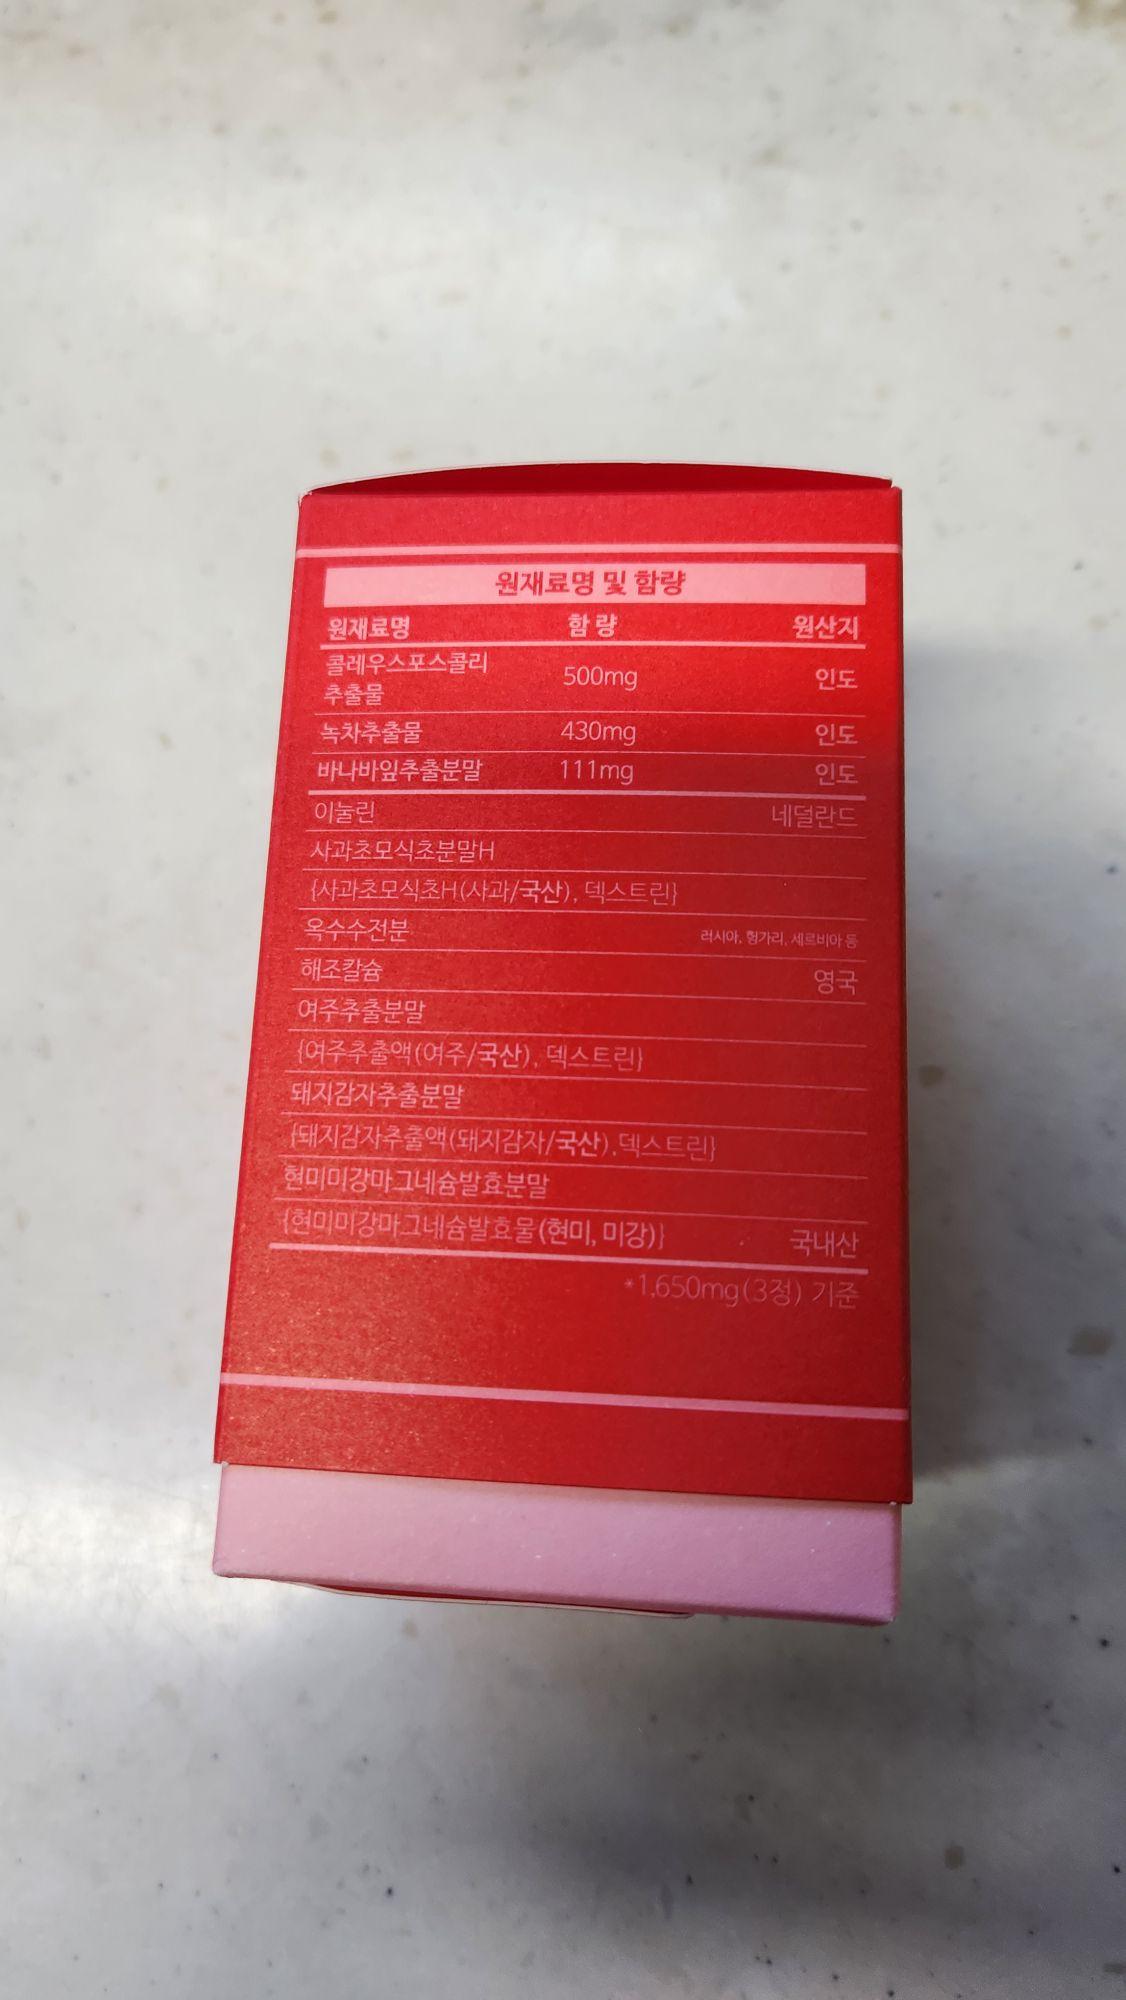 원재료명 및 함량
원재료명 함 량 원산지
콜레우스포스콜리
추출물 500mg 인도
녹차추출물 430mg 인도
바나바잎추출분말 111mg 인도
이눌린 네덜란드
사과초모식초분말H
{사과초모식초H(사과/국산), 덱스트린}
옥수수전분 러시아, 헝가리, 세르비아 등
해조칼슘 영국
여주추출분말
{여주추출액(여주/국산), 덱스트린}
돼지감자추출분말
{돼지감자추출액(돼지감자/국산).덱스트린}
현미미강마그네슘발효분말
{현미미강마그네슘발효물(현미, 미강)} 국내산
*1,650mg(3정) 기준